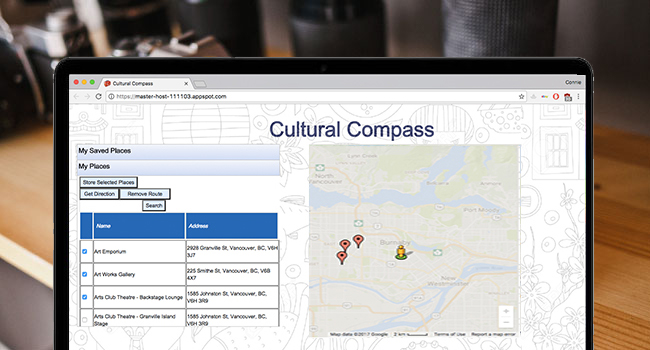 Cultural Compass
Connie
https://master-host-111103.appspot.com
Cultural Compass
My Saved Places
My Places
Store Selected Places
Get Direction Remove Route
Search
Name Address
Art Emporium 2928 Granville St, Vancouver, BC, V6H
3J7
Art Works Gallery 225 Smithe St, Vancouver, BC, V6B
4X7
Arts Club Theatre - Backstage Lounge 1585 Johnston St, Vancouver, BC,
V6H 3R9
Arts Club Theatre - Granville Island
Stage 1585 Johnston St, Vancouver, BC,
V6H 3R9
Lynn Creek
North
Vancouver
Port Moody
Burnaby
New
Westminster
Map data ©2017 Google 2 km Terms of Use Report a map error